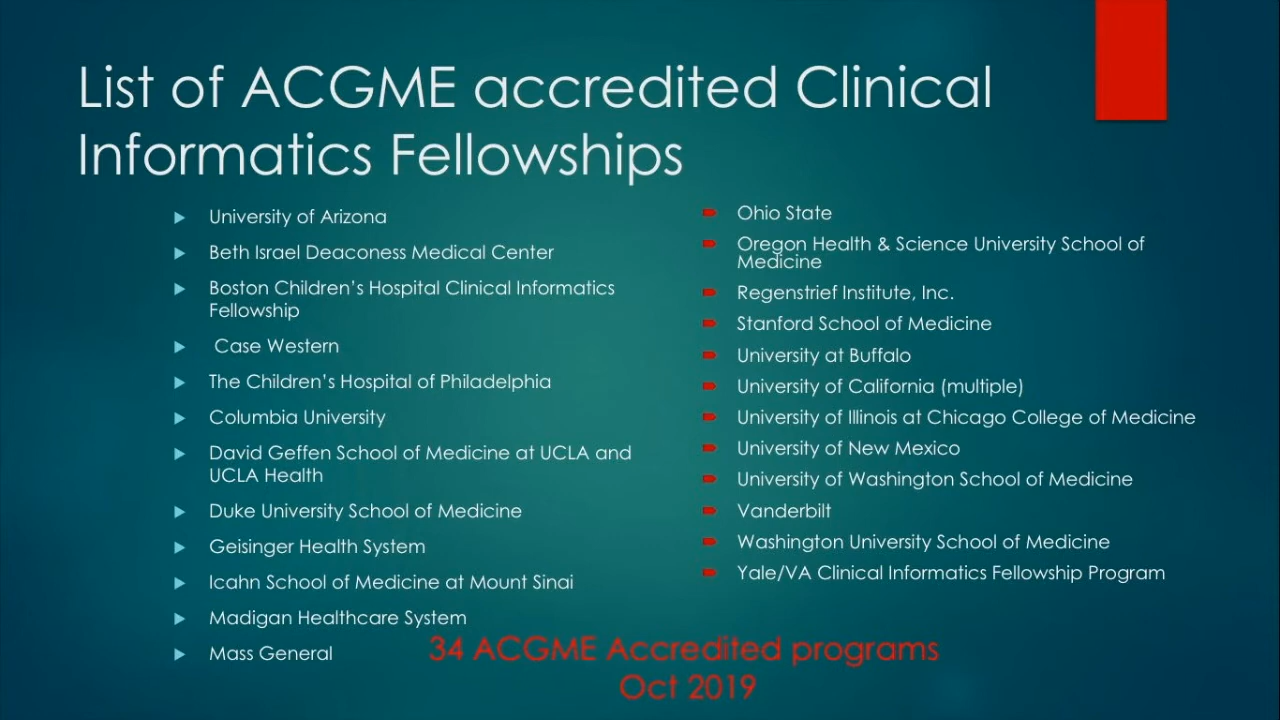 List of ACGME accredited Clinical
Informatics Fellowships
University of Arizona
Beth Israel Deaconess Medical Center
Boston Children's Hospital Clinical Informatics
Fellowship
Case Western
The Children's Hospital of Philadelphia
Columbia University
David Geffen School of Medicine at UCLA and
UCLA Health
Duke University School of Medicine
Geisinger Health System
Icahn School of Medicine at Mount Sinai
Madigan Healthcare System
Mass General
Ohio State
Oregon Health & Science University School of
Medicine
Regenstrief Institute, Inc.
Stanford School of Medicine
University at Buffalo
University of California (multiple)
University of Illinois at Chicago College of Medicine
University of New Mexico
University of Washington School of Medicine
Vanderbilt
Washington University School of Medicine
Yale/VA Clinical Informatics Fellowship Program
34 ACGME Accredited programs
Oct 2019